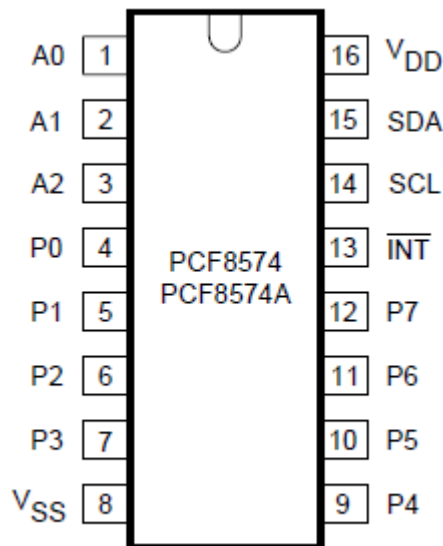 A0 1 16 VDD
A1 2 15 SDA
A2 3 14 SCL
P0 4 13 INT
PCF8574
PCF8574A
P1 5 12 P7
P2 6 11 P6
P3 7 10 P5
VSS 8 9 P4